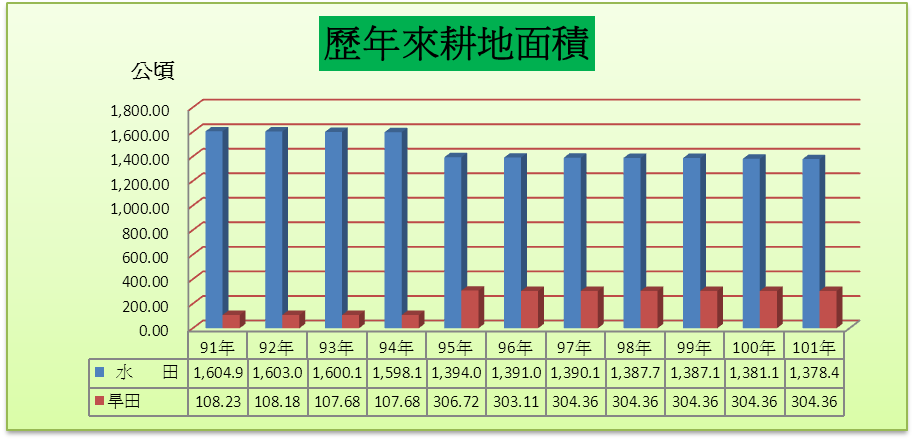 歷年來耕地面積
公頃
1,800.00
1,600.00
1,400.00
1,200.00
1,000.00
800.00
600.00
400.00
200.00
0.00
91年 92年 93年 94年 95年 96年 97年 98年 99年 100年 101年
水 田 1,604.9 1,603.0 1,600.1 1,598.1 1,394.0 1,391.0 1,390.1 1,387.7 1,387.1 1,381.1 1,378.4
旱田 108.23 108.18 107.68 107.68 306.72 303.11 304.36 304.36 304.36 304.36 304.36